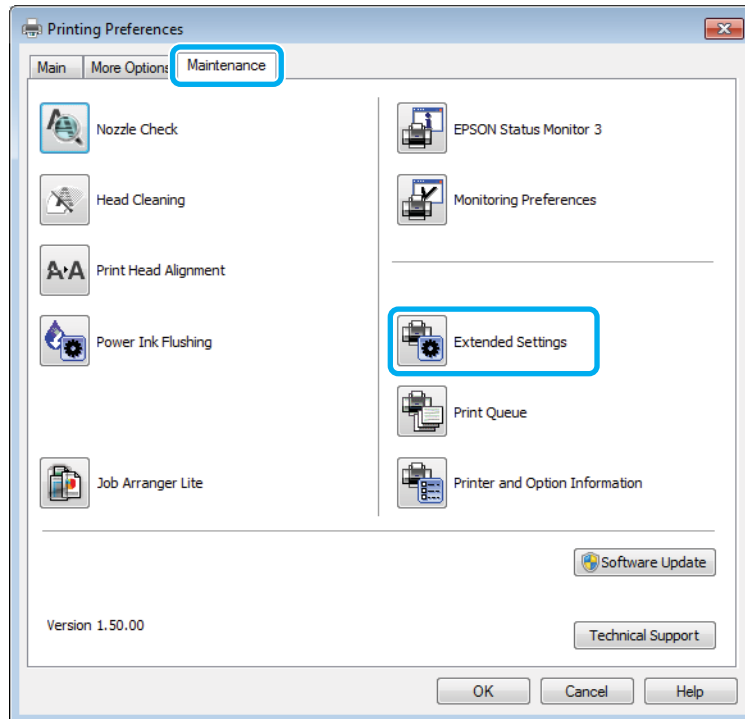 Printing Preferences
Main
More Options
Maintenance
Nozzle Check
Head Cleaning
A·A
Print Head Alignment
Power Ink Flushing
Job Arranger Lite
EPSON Status Monitor 3
Monitoring Preferences
Extended Settings
Print Queue
Printer and Option Information
Software Update
Version 1.50.00
Technical Support
OK
Cancel
Help